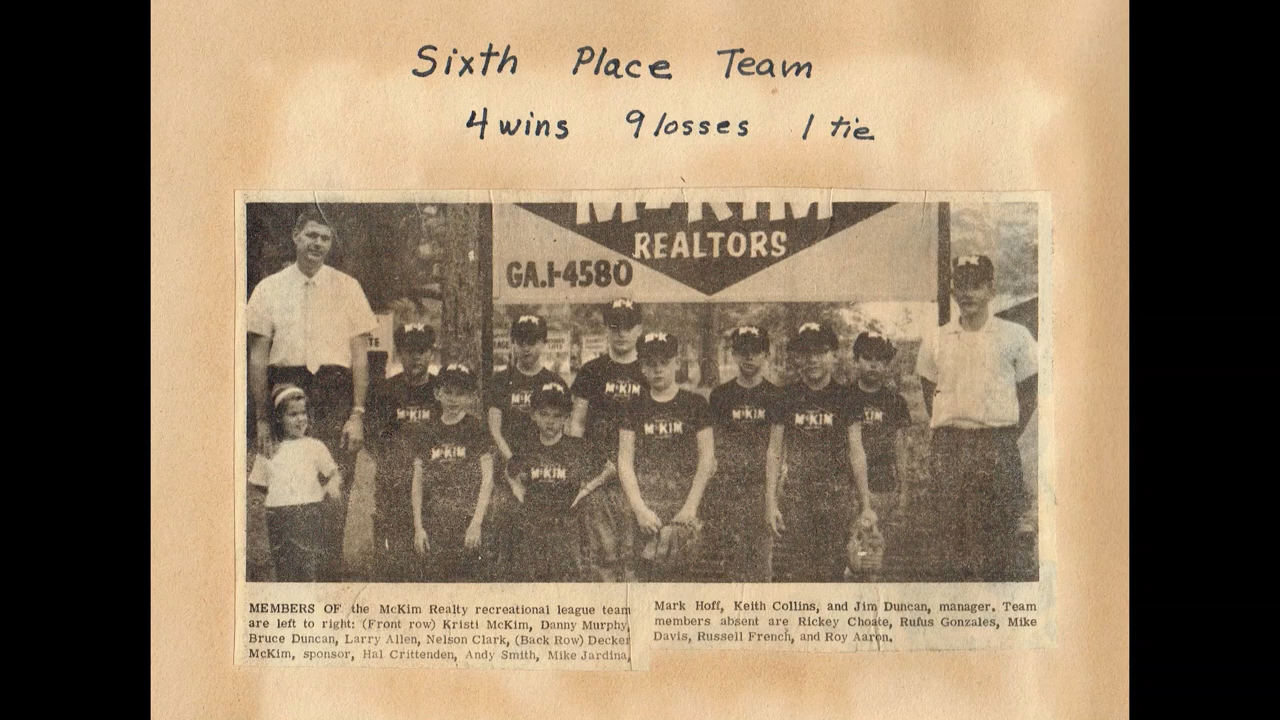 Sixth Place Team
4 wins 9 losses 1 tie
McKIM
REALTORS
GA.1-4580
McKIM
McKIM
McK
McKIM
McKIM
McKIM
McKIM
McKIM
KIM
MEMBERS OF the McKim Realty recreational league team
are left to right: (Front row) Kristi McKim, Danny Murphy,
Bruce Duncan, Larry Allen, Nelson Clark, (Back Row) Decker
McKim, sponsor, Hal Crittenden, Andy Smith, Mike Jardina,
Mark Hoff, Keith Collins, and Jim Duncan, manager. Team
members absent are Rickey Choate, Rufus Gonzales, Mike
Davis, Russell French, and Roy Aaron.